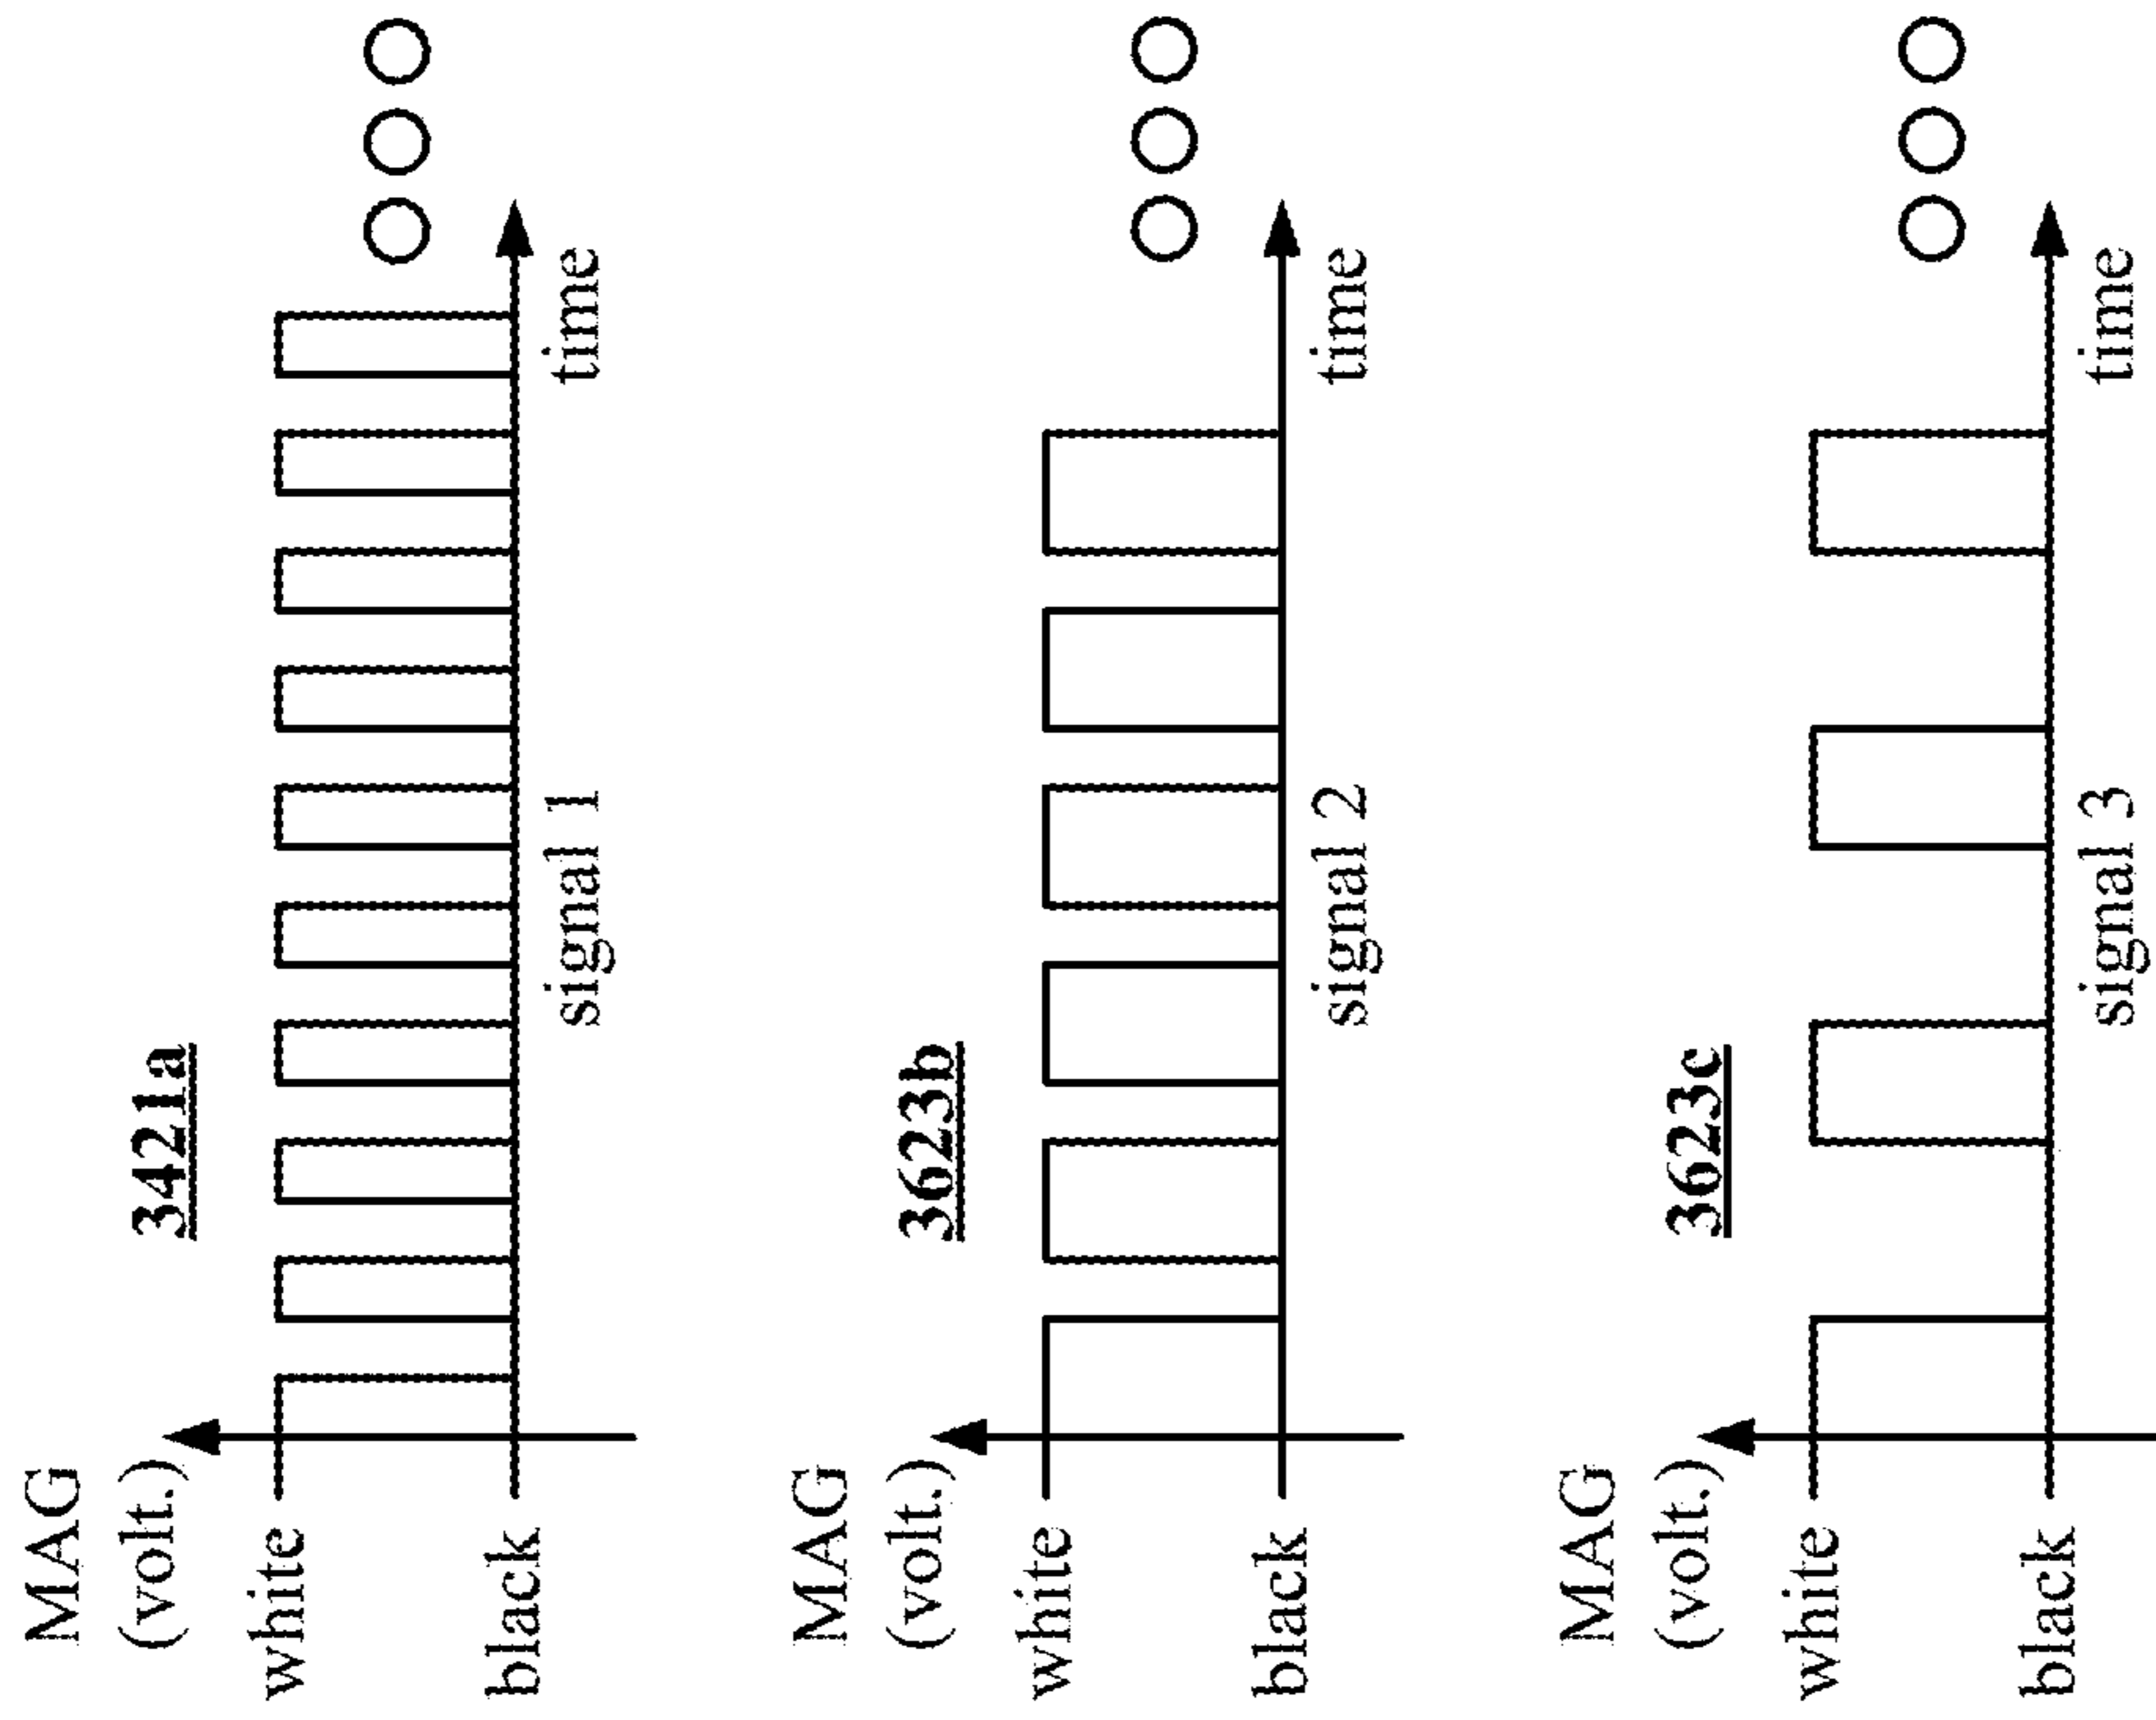 MAG
(volt.)
3421a
white
black
signal 1
time
MAG
(volt.)
3623b
white
black
signal 2
time
MAG
(volt.)
3623c
white
black
signal 3
time